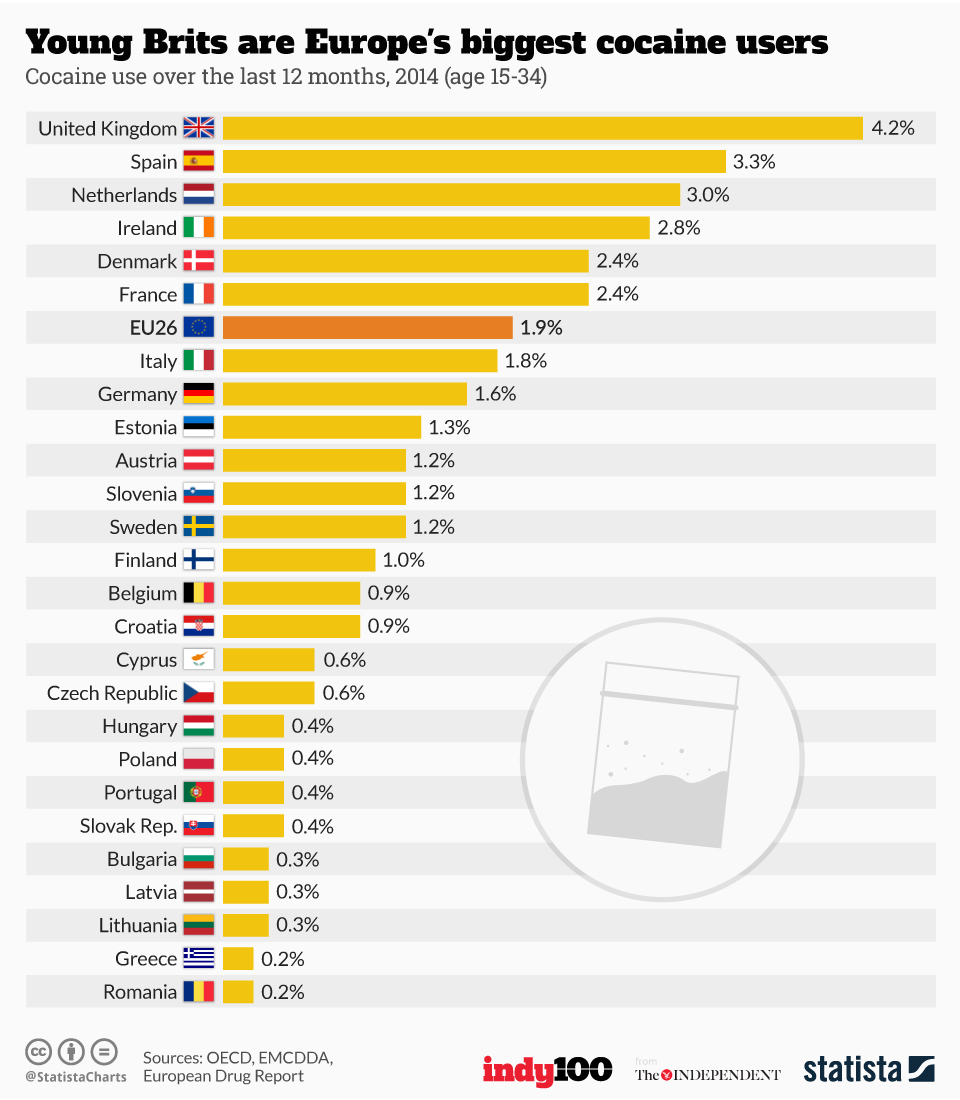 Young Brits are Europe's biggest cocaine users
Cocaine use over the last 12 months, 2014 (age 15-34)
United Kingdom 4.2%
Spain 3.3%
Netherlands 3.0%
Ireland 2.8%
Denmark 2.4%
France 2.4%
EU26 1.9%
Italy 1.8%
Germany 1.6%
Estonia 1.3%
Austria 1.2%
Slovenia 1.2%
Sweden 1.2%
Finland 1.0%
Belgium 0.9%
Croatia 0.9%
Cyprus 0.6%
Czech Republic 0.6%
Hungary 0.4%
Poland 0.4%
Portugal 0.4%
Slovak Rep. 0.4%
Bulgaria 0.3%
Latvia 0.3%
Lithuania 0.3%
Greece 0.2%
Romania 0.2%
cc
@StatistaCharts
Sources: OECD, EMCDDA,
European Drug Report
indy100
from
The INDEPENDENT
statista